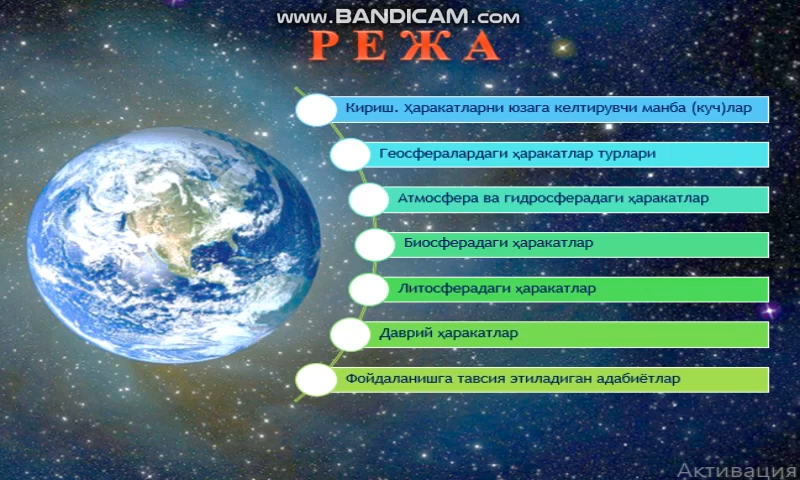 www.BANDICAM.com
РЕЖА
Кириш. Ҳаракатларни юзага келтирувчи манба (куч)лар
Геосфералардаги ҳаракатлар турлари
Атмосфера ва гидросферадаги ҳаракатлар
Биосферадаги ҳаракатлар
Литосферадаги ҳаракатлар
Даврий ҳаракатлар
Фойдаланишга тавсия этиладиган адабиётлар
Активация